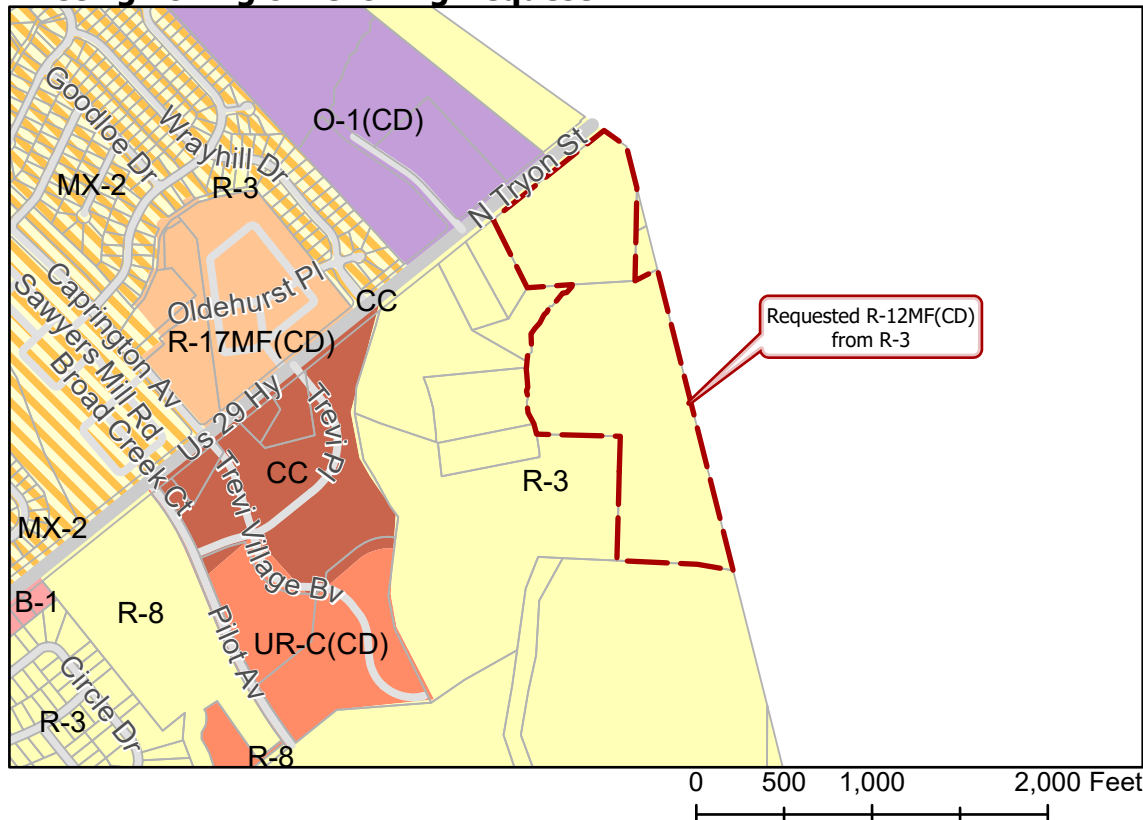 O-1(CD)
Goodloe Dr
Wrayhill Dr
N Tryon St
MX-2
R-3
Caprington Av
Oldehurst Pl
CC
Sawyers Mill Rd
R-17MF(CD)
Requested R-12MF(CD)
from R-3
Broad Creek Ct
Us 29 Hy
Trevi Pl
CC
R-3
MX-2
Trevi Village Bv
B-1
R-8
Pilot Av
UR-C(CD)
Circle Dr
R-3
R-8
0 500 1,000 2,000 Feet